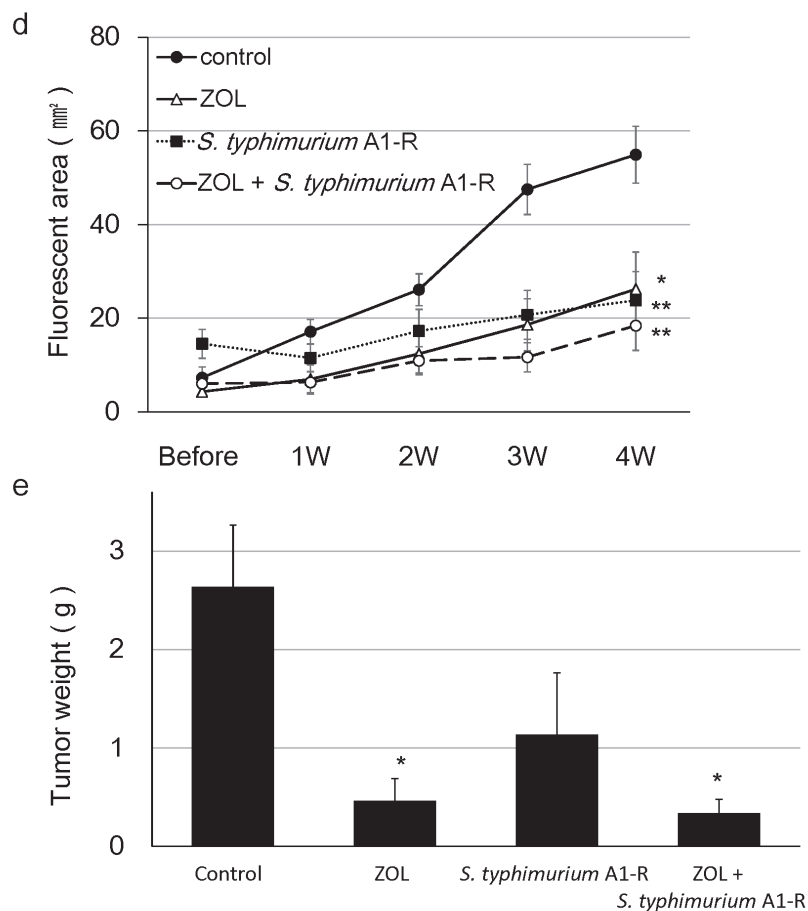 d
Fluorescent area ( mm² )
80
60
40
20
0
control
ZOL
S. typhimurium A1-R
ZOL + S. typhimurium A1-R
*
**
**
Before 1W 2W 3W 4W
e
Tumor weight ( g )
3
2
1
0
*
*
Control ZOL S. typhimurium A1-R ZOL +
S. typhimurium A1-R